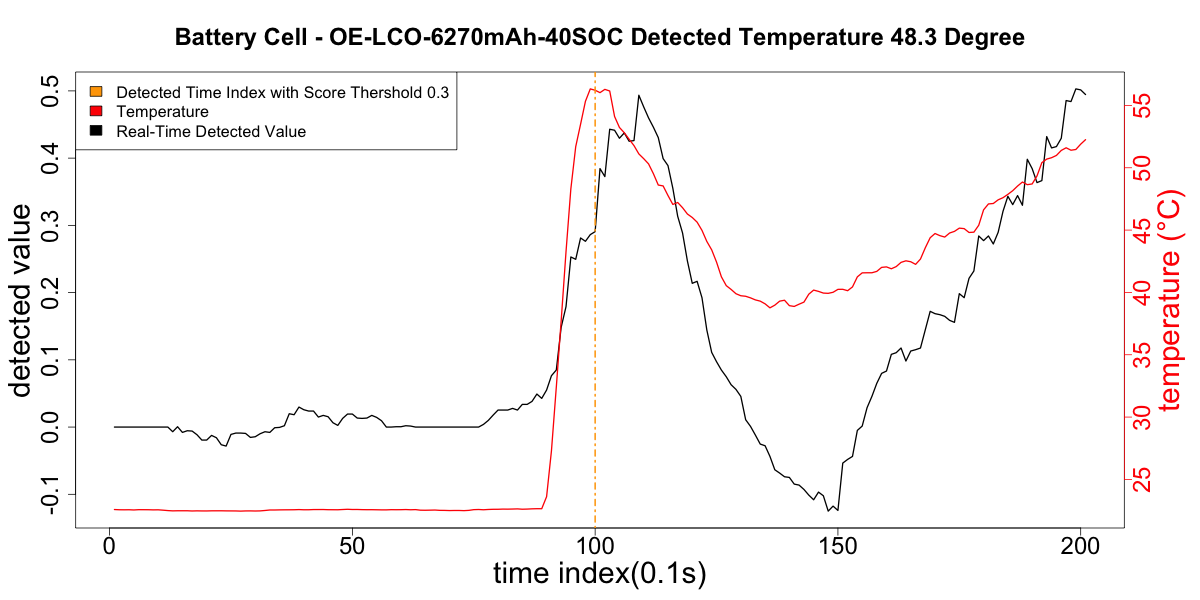 Battery Cell - OE-LCO-6270mAh-40SOC Detected Temperature 48.3 Degree
Detected Time Index with Score Thershold 0.3
Temperature
Real-Time Detected Value
detected value
-0.1 0.0 0.1 0.2 0.3 0.4 0.5
0 50 100 150 200
time index(0.1s)
25 30 35 40 45 50 55
temperature (°C)